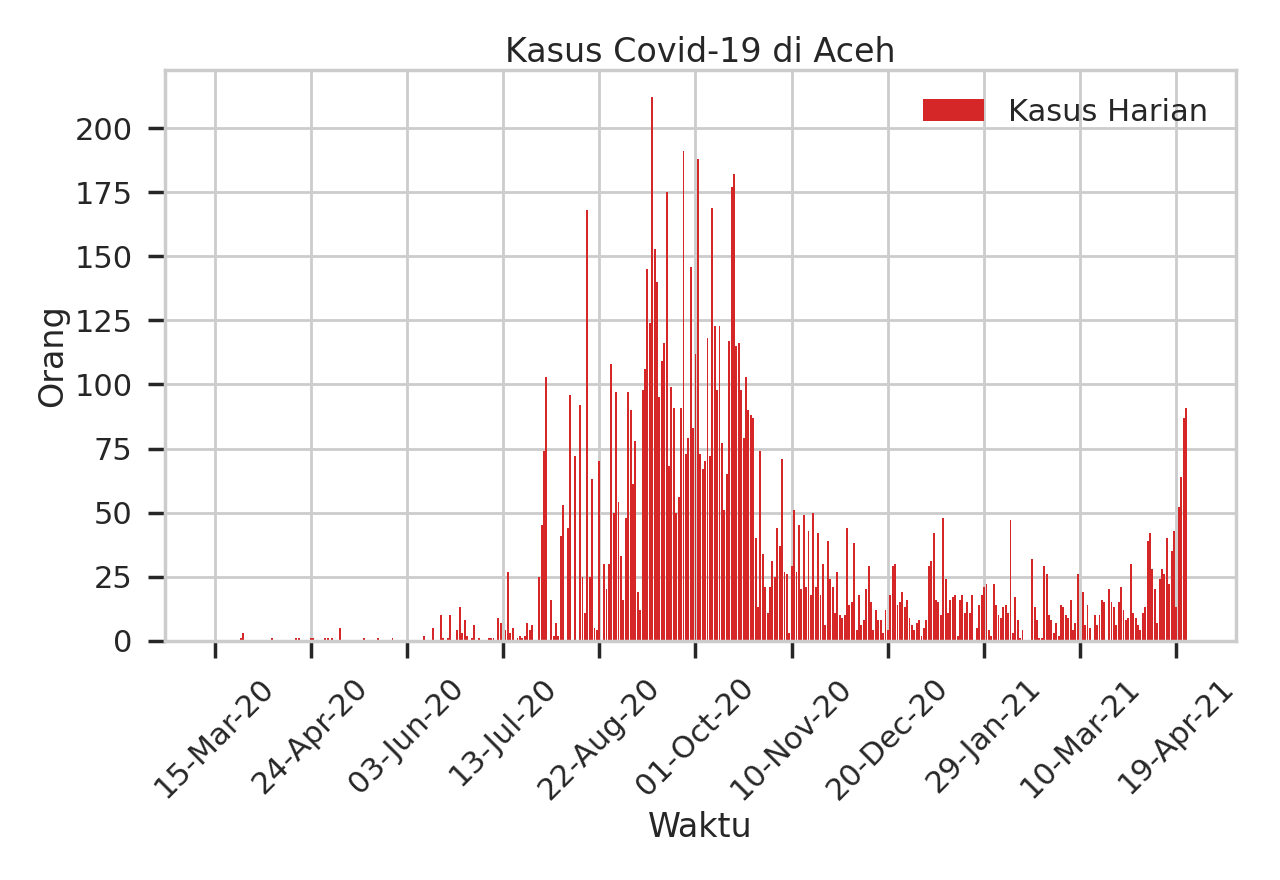 Kasus Covid-19 di Aceh
Kasus Harian
Orang
200
175
150
125
100
75
50
25
0
15-Mar-20
24-Apr-20
03-Jun-20
13-Jul-20
22-Aug-20
01-Oct-20
10-Nov-20
20-Dec-20
29-Jan-21
10-Mar-21
19-Apr-21
Waktu